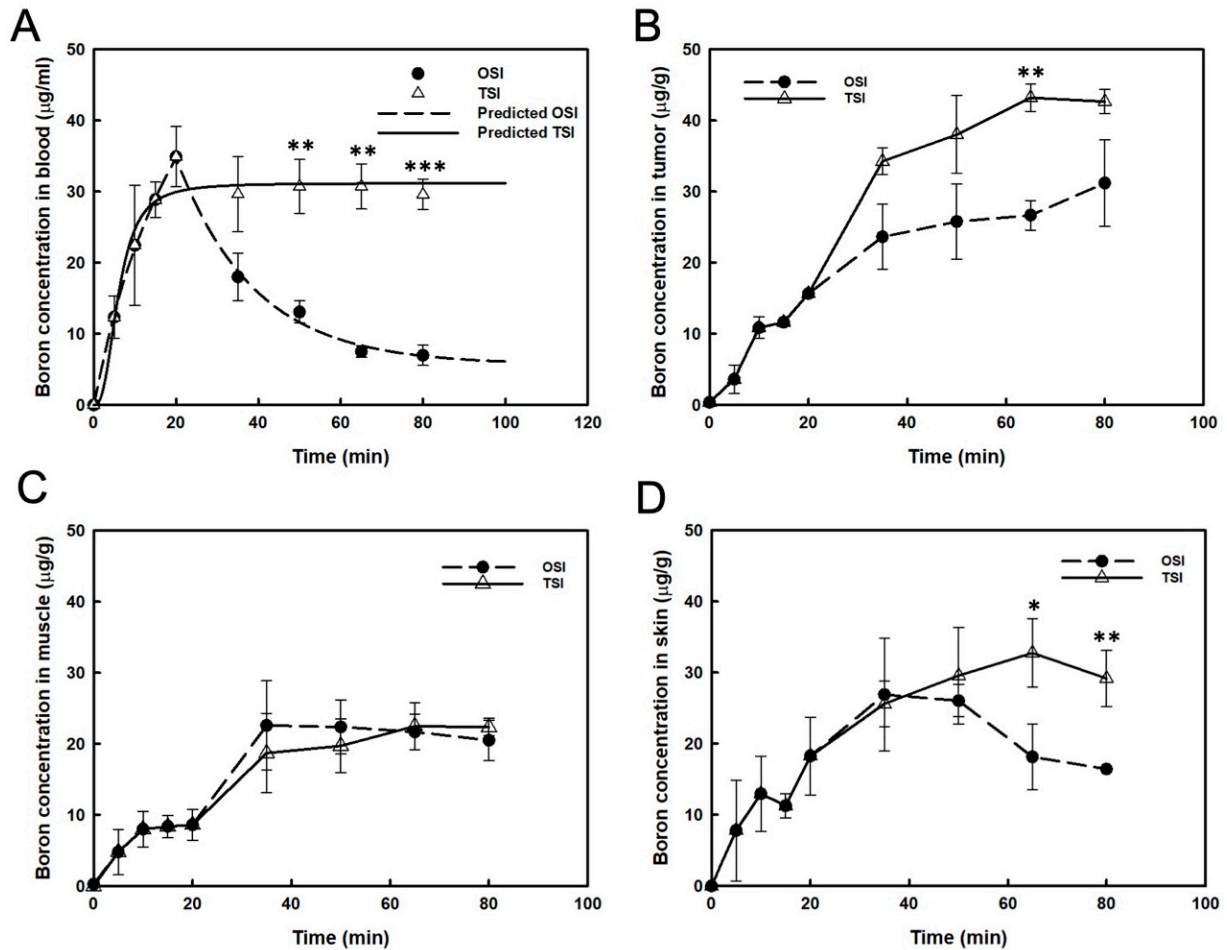 A
Boron concentration in blood (μg/ml)
50
40
30
20
10
0
OSI
TSI
Predicted OSI
Predicted TSI
**
**
***
0 20 40 60 80 100 120
Time (min)
B
Boron concentration in tumor (μg/g)
50
40
30
20
10
0
OSI
TSI
**
0 20 40 60 80 100
Time (min)
C
Boron concentration in muscle (μg/g)
50
40
30
20
10
0
OSI
TSI
0 20 40 60 80 100
Time (min)
D
Boron concentration in skin (μg/g)
50
40
30
20
10
0
OSI
TSI
*
**
0 20 40 60 80 100
Time (min)